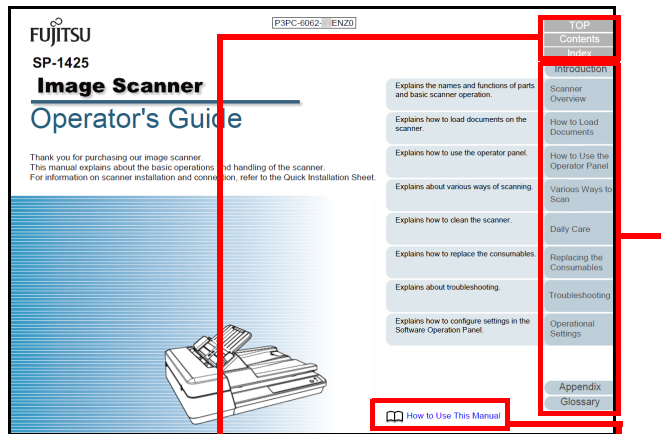 FUJITSU
P3PC-6062- ENZ0
SP-1425
Image Scanner
Operator's Guide
Thank you for purchasing our image scanner.
This manual explains about the basic operations and handling of the scanner.
For information on scanner installation and connection, refer to the Quick Installation Sheet.
TOP
Contents
Index
Introduction
Explains the names and functions of parts
and basic scanner operation.
Scanner
Overview
Explains how to load documents on the
scanner.
How to Load
Documents
Explains how to use the operator panel.
How to Use the
Operator Panel
Explains about various ways of scanning.
Various Ways to
Scan
Explains how to clean the scanner.
Daily Care
Explains how to replace the consumables.
Replacing the
Consumables
Explains about troubleshooting.
Troubleshooting
Explains how to configure settings in the
Software Operation Panel.
Operational
Settings
Appendix
Glossary
How to Use This Manual